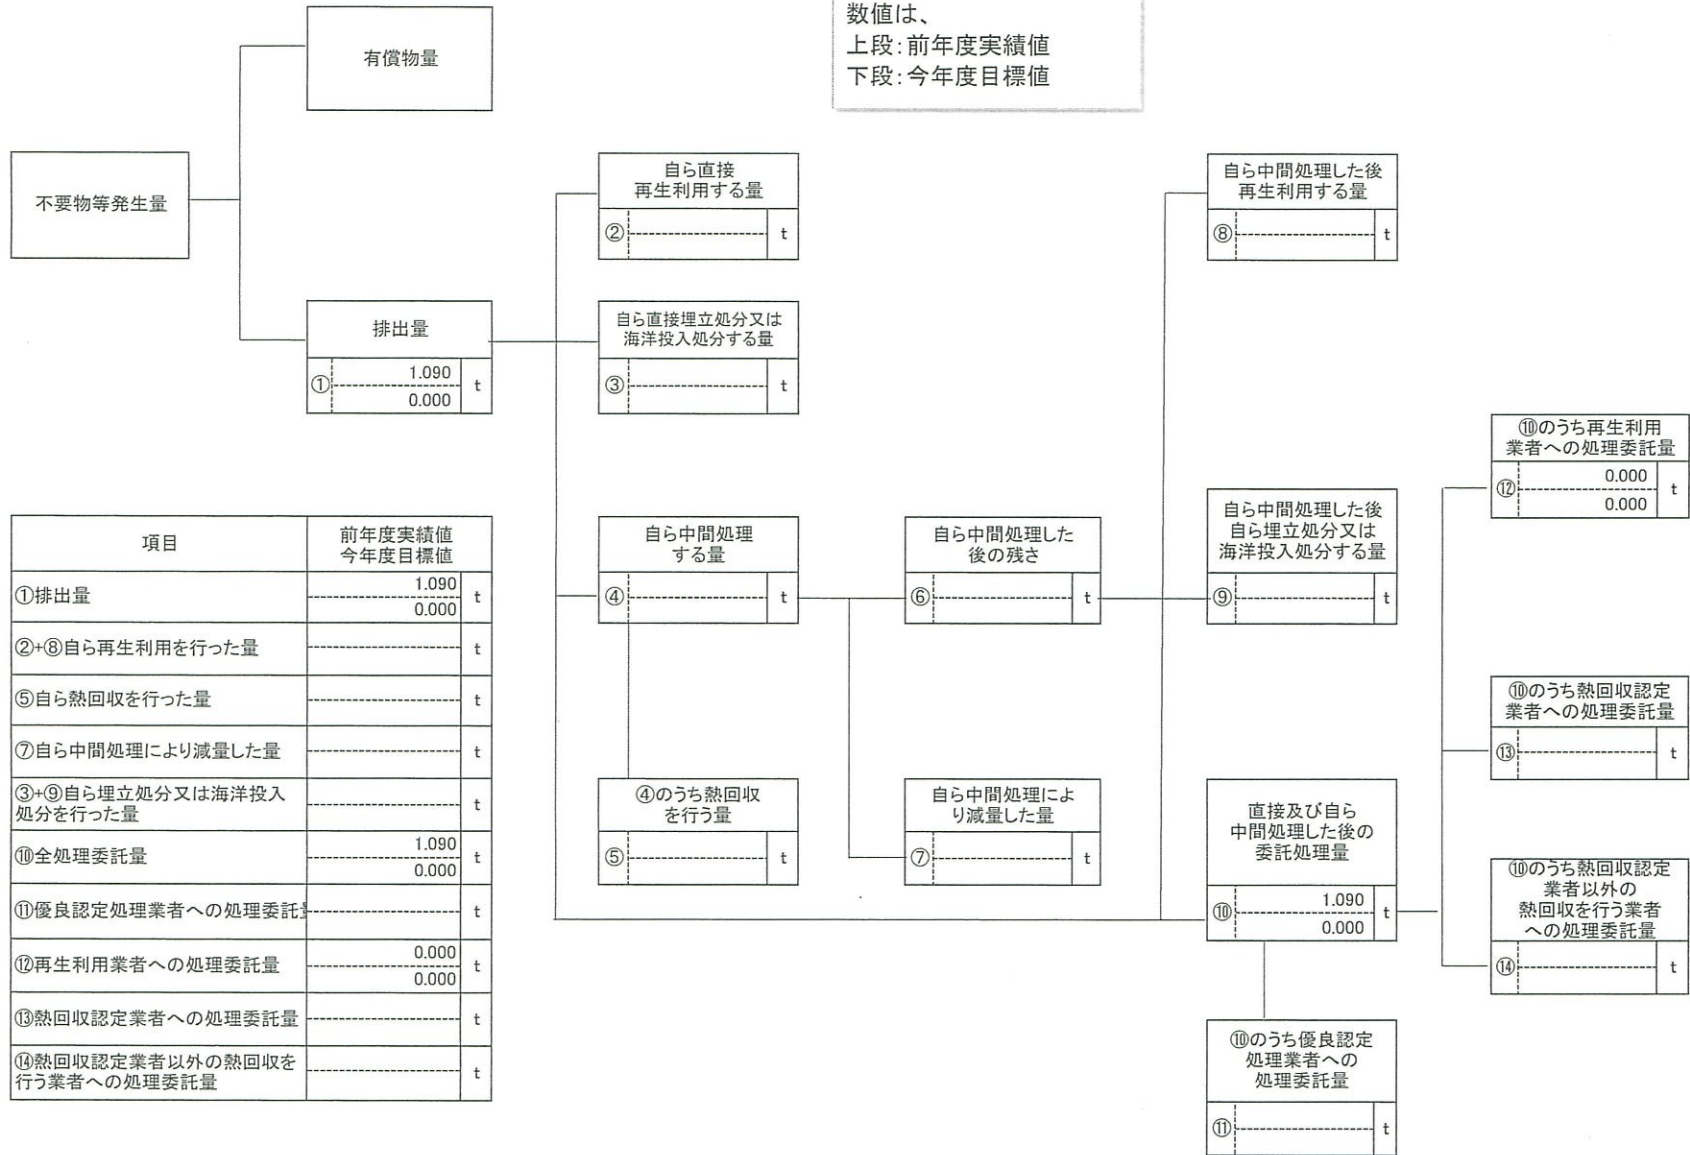 数値は、
上段:前年度実績値
下段:今年度目標値
有償物量
不要物等発生量
排出量
① 1.090 t
0.000
自ら直接
再生利用する量
② t
自ら直接埋立処分又は
海洋投入処分する量
③ t
自ら中間処理した後
再生利用する量
⑧ t
自ら中間処理
する量
④ t
自ら中間処理した
後の残さ
⑥ t
自ら中間処理した後
自ら埋立処分又は
海洋投入処分する量
⑨ t
④のうち熱回収
を行う量
⑤ t
自ら中間処理によ
り減量した量
⑦ t
直接及び自ら
中間処理した後の
委託処理量
⑩ 1.090 t
0.000
⑩のうち優良認定
処理業者への
処理委託量
⑪ t
⑩のうち再生利用
業者への処理委託量
⑫ 0.000 t
0.000
⑩のうち熱回収認定
業者への処理委託量
⑬ t
⑩のうち熱回収認定
業者以外の
熱回収を行う業者
への処理委託量
⑭ t
項目 前年度実績値
今年度目標値
①排出量 1.090 t
0.000
②+⑧自ら再生利用を行った量 t
⑤自ら熱回収を行った量 t
⑦自ら中間処理により減量した量 t
③+⑨自ら埋立処分又は海洋投入
処分を行った量 t
⑩全処理委託量 1.090 t
0.000
⑪優良認定処理業者への処理委託 t
⑫再生利用業者への処理委託量 0.000 t
0.000
⑬熱回収認定業者への処理委託量 t
⑭熱回収認定業者以外の熱回収を
行う業者への処理委託量 t